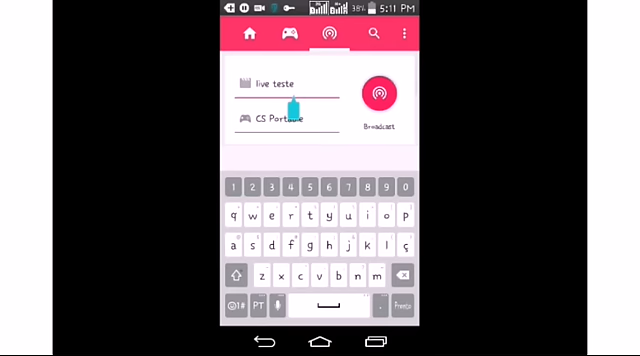 38% 5:11 PM
live teste
CS Portable
Broadcast
1 2 3 4 5 6 7 8 9 0
q w e r t y u i o p
a s d f g h j k l ç
z x c v b n m
1# PT . Pronto